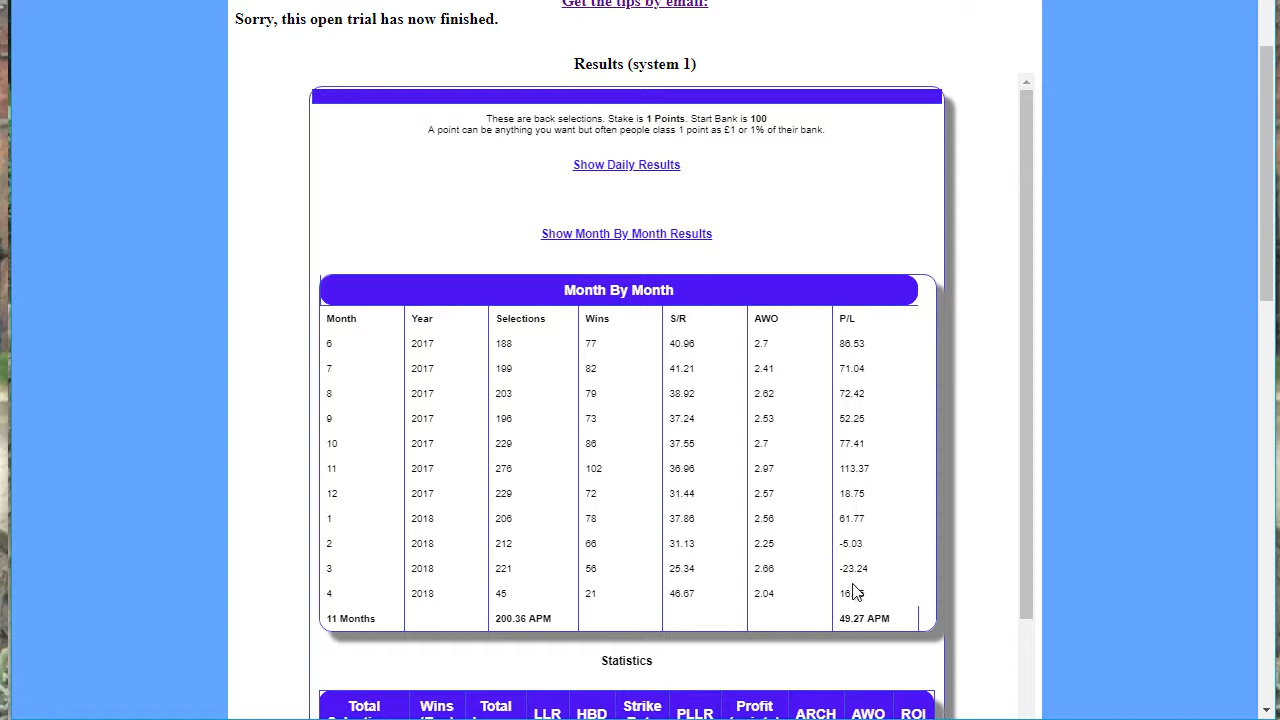 Get the tips by email:
Sorry, this open trial has now finished.
Results (system 1)
These are back selections. Stake is 1 Points. Start Bank is 100
A point can be anything you want but often people class 1 point as £1 or 1% of their bank.
Show Daily Results
Show Month By Month Results
Month By Month
Month Year Selections Wins S/R AWO P/L
6 2017 188 77 40.96 2.7 86.53
7 2017 199 82 41.21 2.41 71.04
8 2017 203 79 38.92 2.62 72.42
9 2017 196 73 37.24 2.53 52.25
10 2017 229 86 37.55 2.7 77.41
11 2017 276 102 36.96 2.97 113.37
12 2017 229 72 31.44 2.57 18.75
1 2018 206 78 37.86 2.56 61.77
2 2018 212 66 31.13 2.25 -5.03
3 2018 221 56 25.34 2.66 -23.24
4 2018 45 21 46.67 2.04
11 Months 200.36 APM 49.27 APM
Statistics
Total Wins Total LLR HBD Strike PLLR Profit ARCH AWO ROI